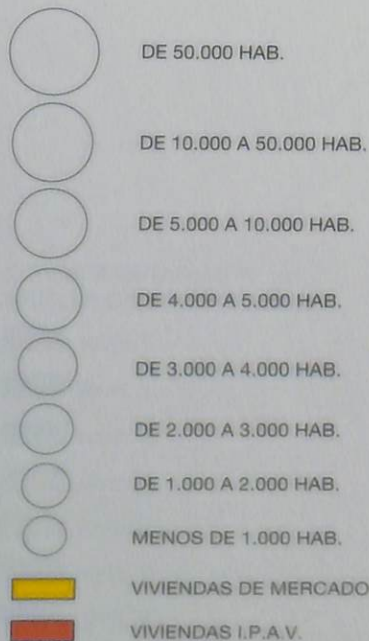 DE 50.000 HAB.
DE 10.000 A 50.000 HAB.
DE 5.000 A 10.000 HAB.
DE 4.000 A 5.000 HAB.
DE 3.000 A 4.000 HAB.
DE 2.000 A 3.000 HAB.
DE 1.000 A 2.000 HAB.
MENOS DE 1.000 HAB.
VIVIENDAS DE MERCADO
VIVIENDAS I.P.A.V.